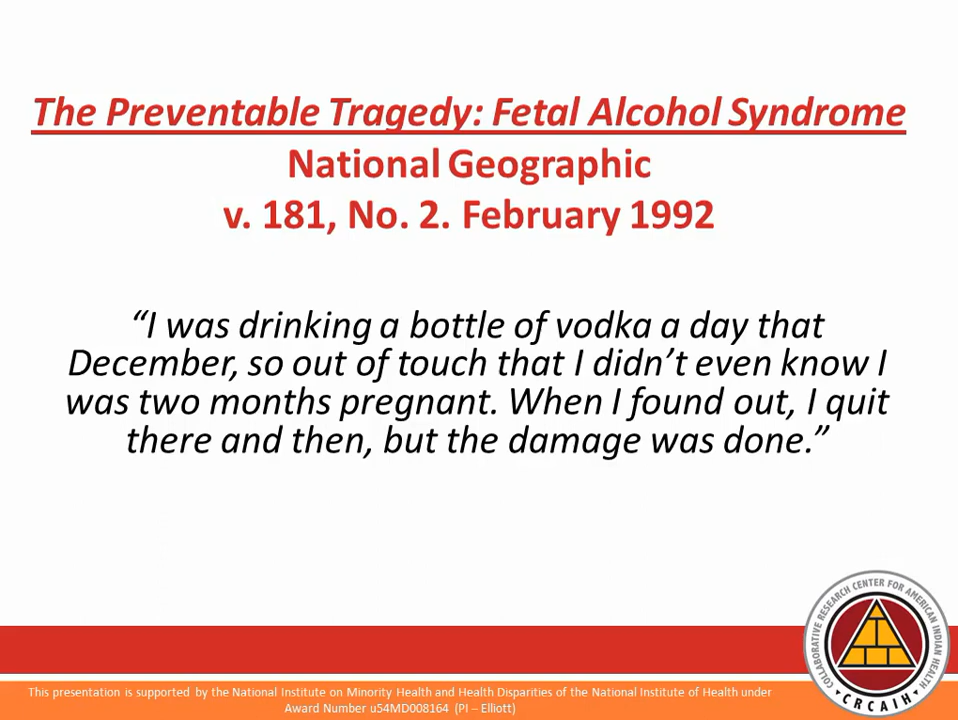 The Preventable Tragedy: Fetal Alcohol Syndrome
National Geographic
v. 181, No. 2. February 1992
“I was drinking a bottle of vodka a day that
December, so out of touch that I didn’t even know I
was two months pregnant. When I found out, I quit
there and then, but the damage was done.”
COLLABORATIVE RESEARCH CENTER FOR AMERICAN INDIAN HEALTH
CRCAIH
This presentation is supported by the National Institute on Minority Health and Health Disparities of the National Institute of Health under
Award Number u54MD008164 (PI – Elliott)